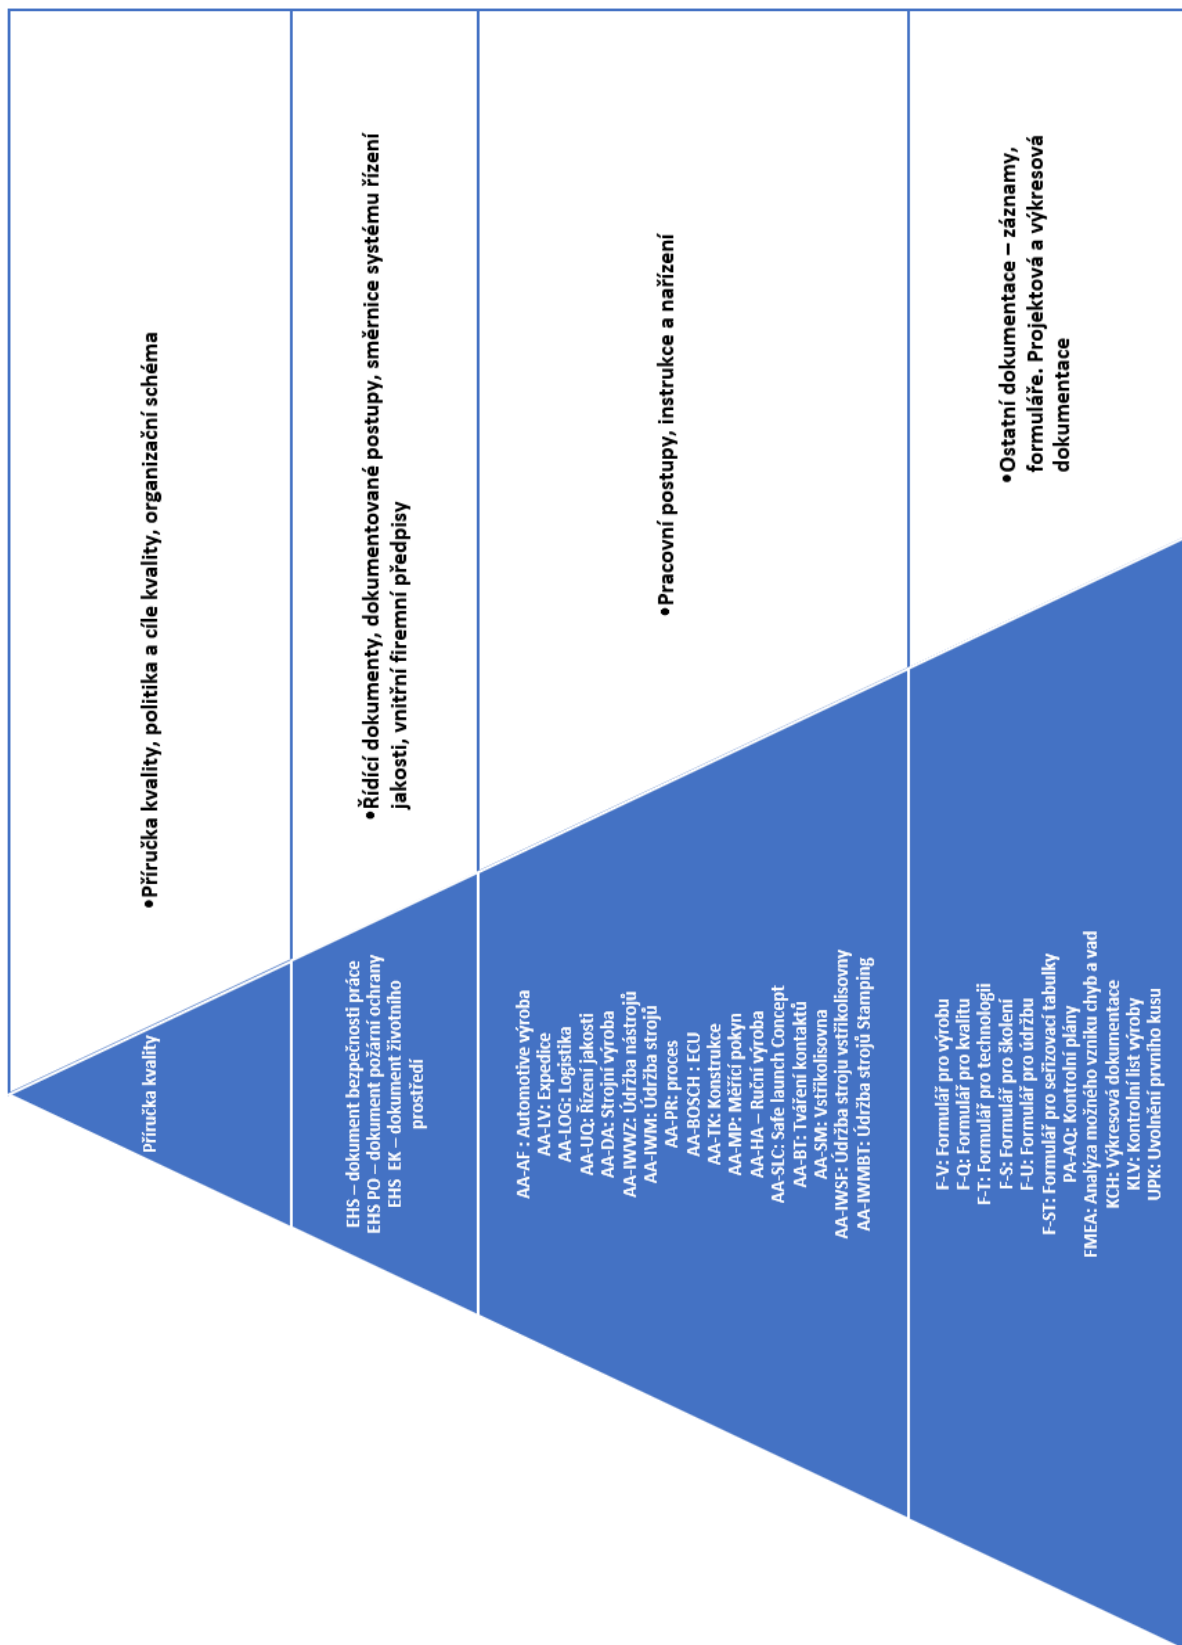 Příručka kvality
•Příručka kvality, politika a cíle kvality, organizační schéma
EHS – dokument bezpečnosti práce
EHS PO – dokument požární ochrany
EHS EK – dokument životního
prostředí
•Řídící dokumenty, dokumentované postupy, směrnice systému řízení
jakosti, vnitřní firemní předpisy
AA-AF : Automotive výroba
AA-LV: Expedice
AA-LOG: Logistika
AA-UQ: Řízení jakosti
AA-DA: Strojní výroba
AA-IWWZ: Údržba nástrojů
AA-IWM: Údržba strojů
AA-PR: proces
AA-BOSCH : ECU
AA-TK: Konstrukce
AA-MP: Měřící pokyn
AA-HA – Ruční výroba
AA-SLC: Safe launch Concept
AA-BT: Tváření kontaktů
AA-SM: Vstřikolisovna
AA-IWSF: Údržba stroju vstřikolisovny
AA-IWMBT: Údržba strojů Stamping
•Pracovní postupy, instrukce a nařízení
F-V: Formulář pro výrobu
F-Q: Formulář pro kvalitu
F-T: Formulář pro technologii
F-S: Formulář pro školení
F-U: Formulář pro údržbu
F-ST: Formulář pro seřizovací tabulky
PA-AQ: Kontrolní plány
FMEA: Analýza možného vzniku chyb a vad
KCH: Výkresová dokumentace
KLV: Kontrolní list výroby
UPK: Uvolnění prvního kusu
•Ostatní dokumentace – záznamy,
formuláře. Projektová a výkresová
dokumentace